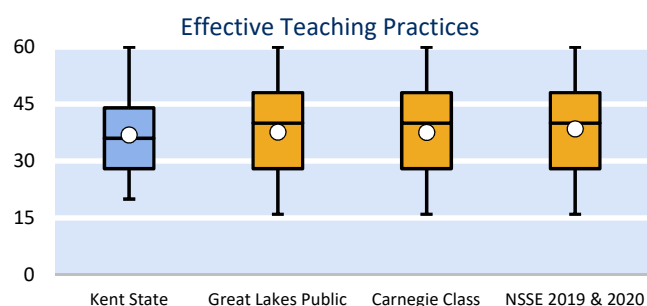 Effective Teaching Practices
60
45
30
15
0
Kent State Great Lakes Public Carnegie Class NSSE 2019 & 2020